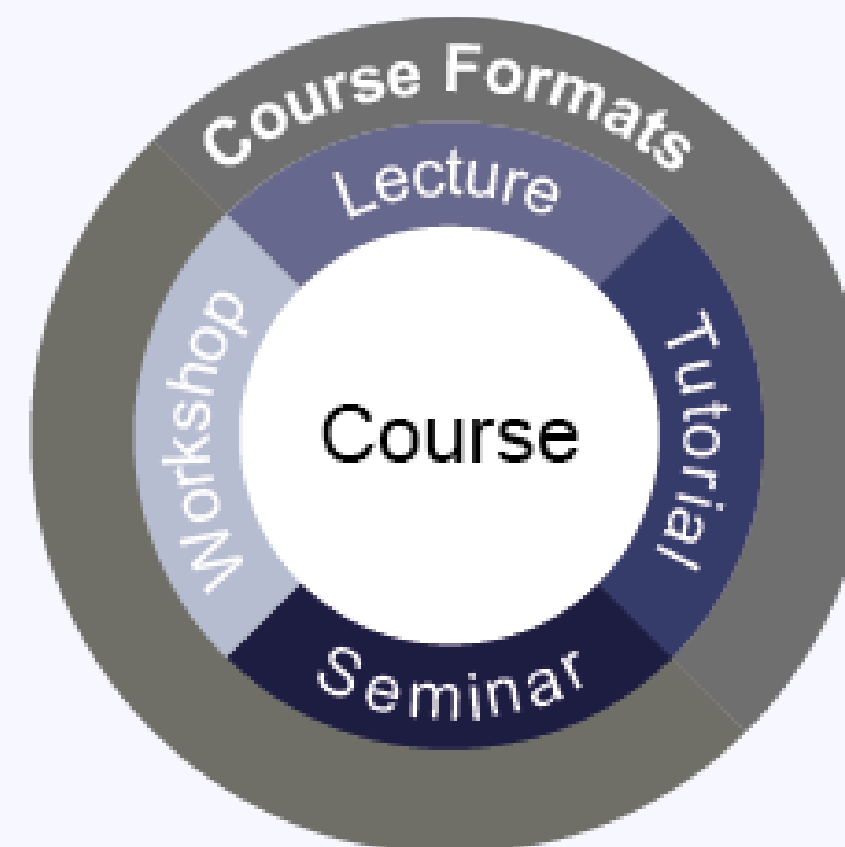 Course Formats
Lecture
Workshop
Course
Tutorial
Seminar